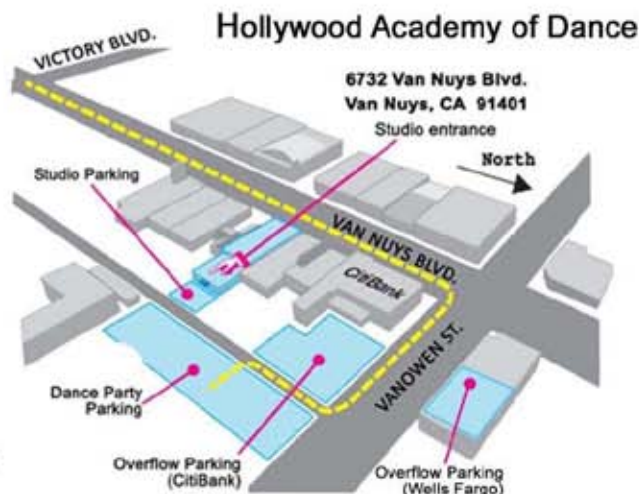 Hollywood Academy of Dance
VICTORY BLVD.
6732 Van Nuys Blvd.
Van Nuys, CA 91401
Studio entrance
North
Studio Parking
VAN NUYS BLVD.
CitiBank
VANOWEN ST.
Dance Party
Parking
Overflow Parking
(CitiBank)
Overflow Parking
(Wells Fargo)